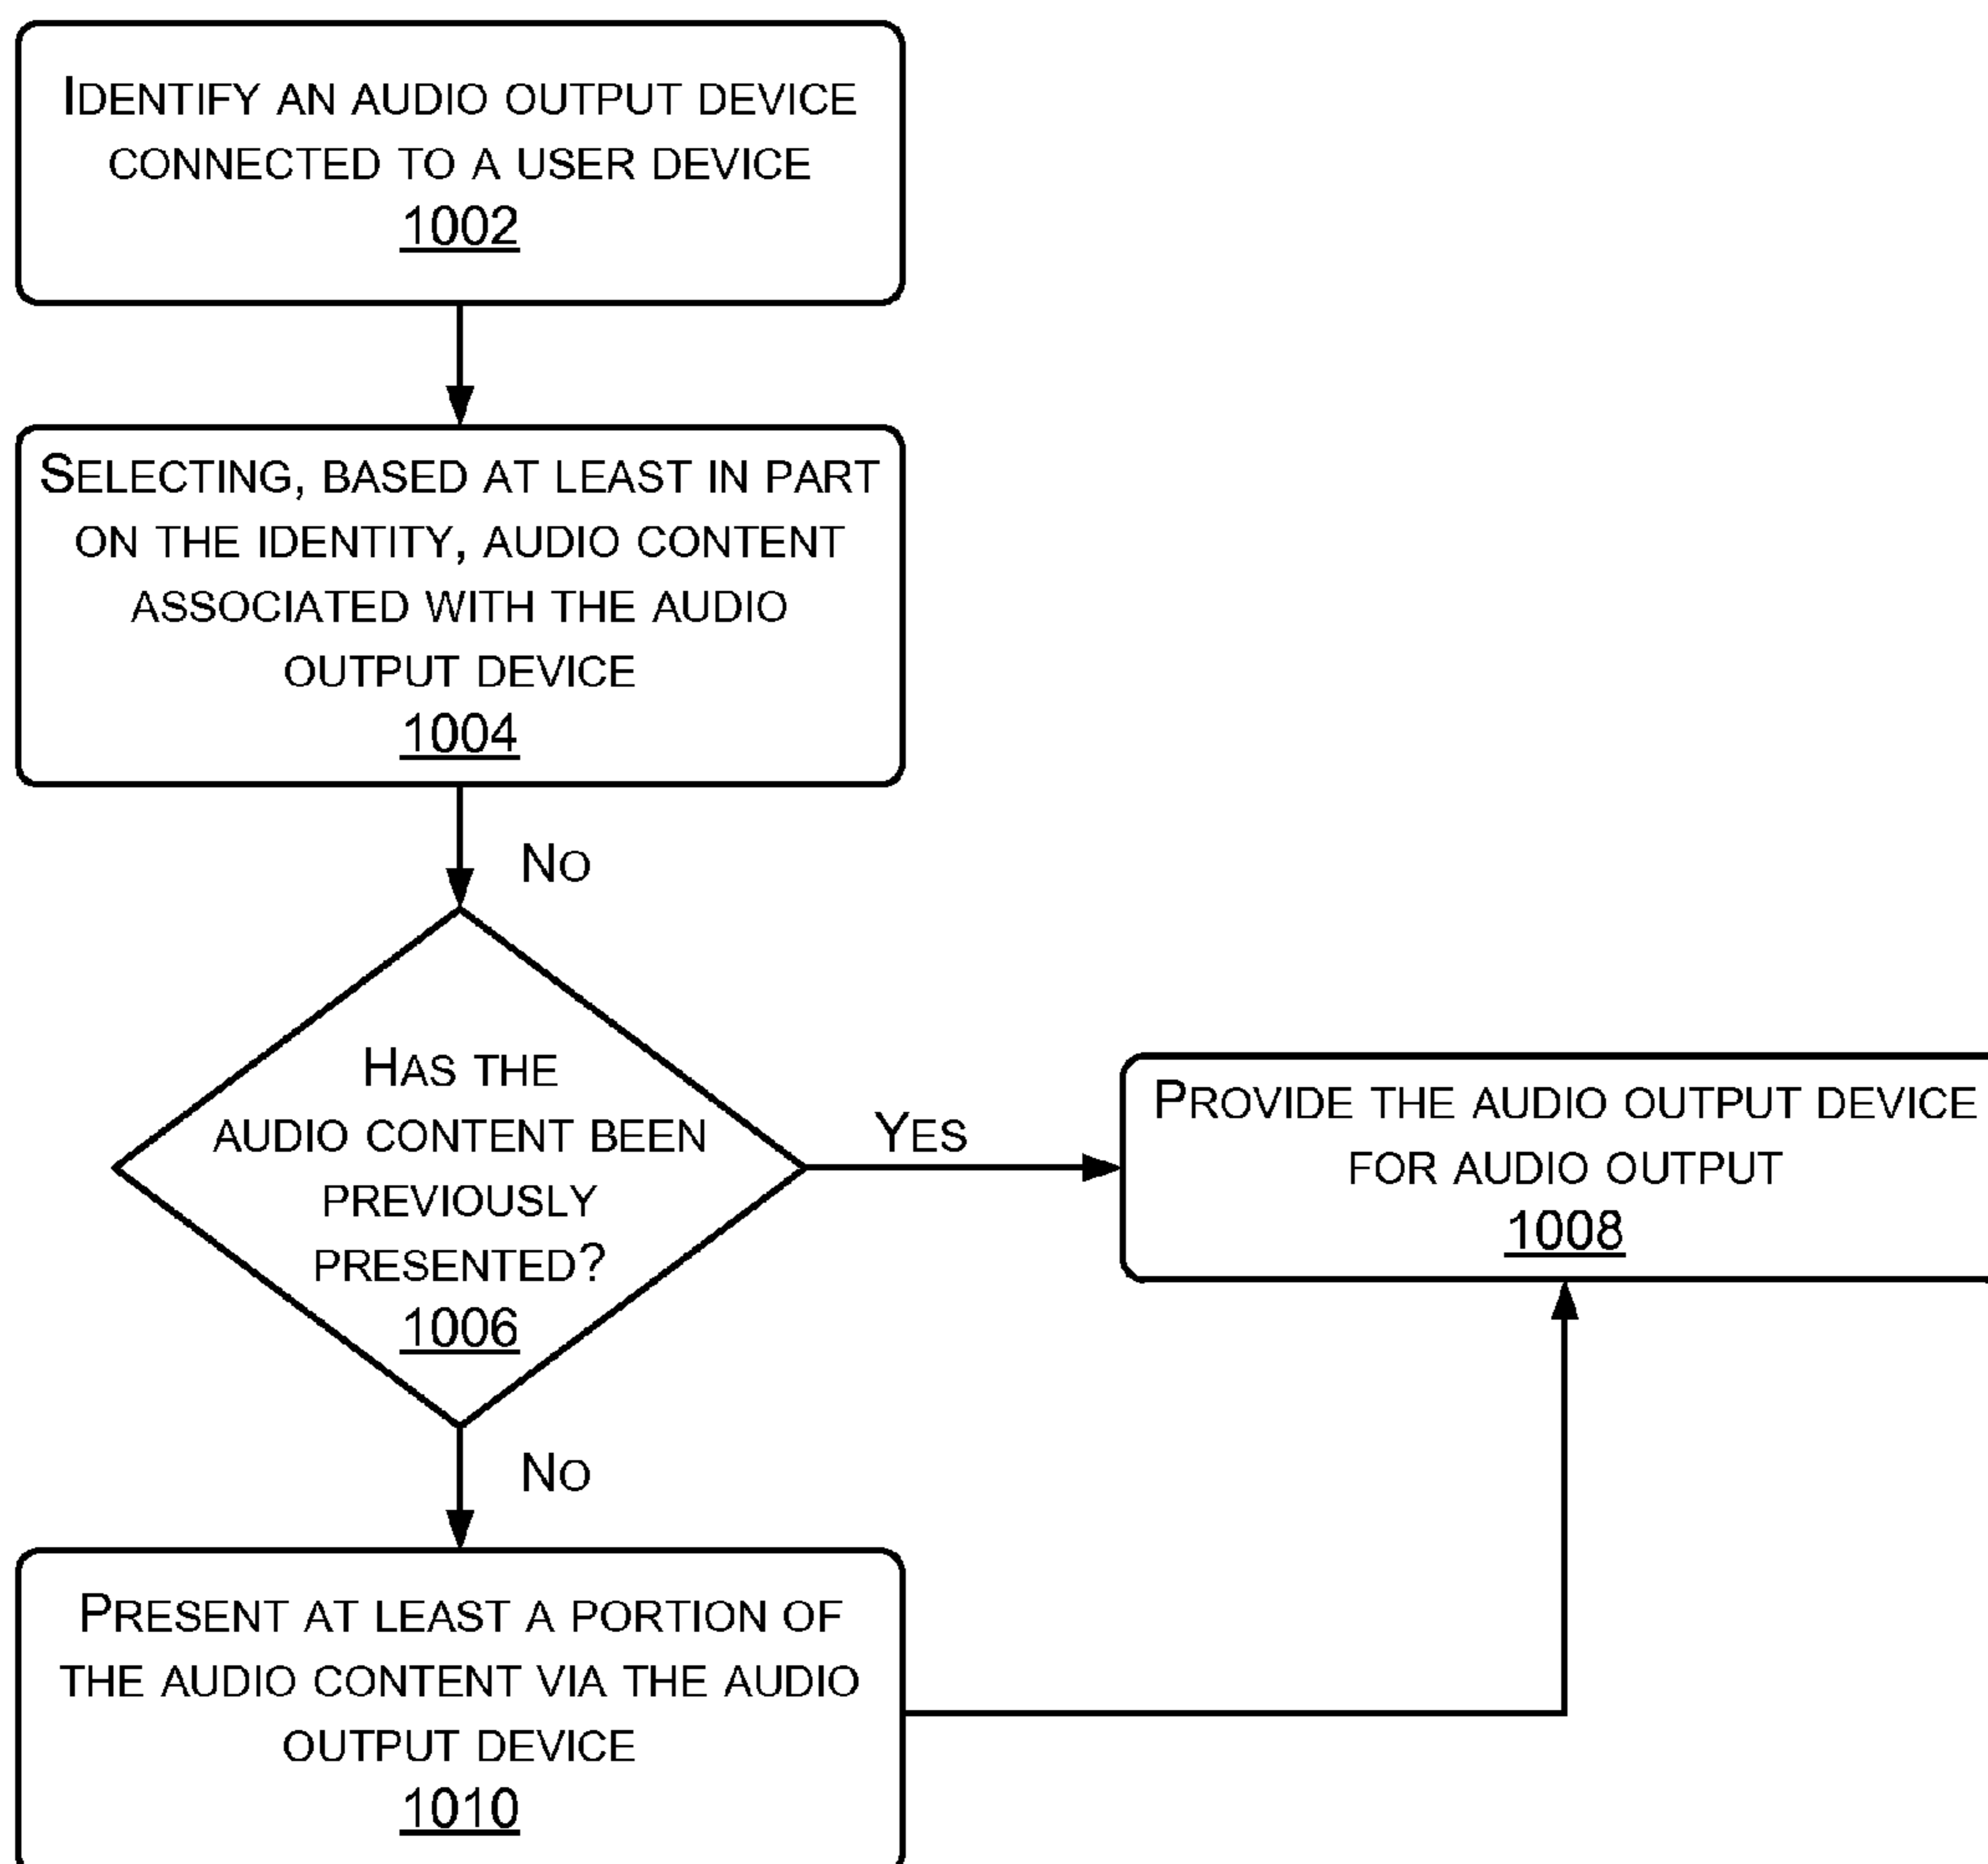 IDENTIFY AN AUDIO OUTPUT DEVICE
CONNECTED TO A USER DEVICE
1002
SELECTING, BASED AT LEAST IN PART
ON THE IDENTITY, AUDIO CONTENT
ASSOCIATED WITH THE AUDIO
OUTPUT DEVICE
1004
NO
HAS THE
AUDIO CONTENT BEEN
PREVIOUSLY
PRESENTED?
1006
YES
PROVIDE THE AUDIO OUTPUT DEVICE
FOR AUDIO OUTPUT
1008
NO
PRESENT AT LEAST A PORTION OF
THE AUDIO CONTENT VIA THE AUDIO
OUTPUT DEVICE
1010